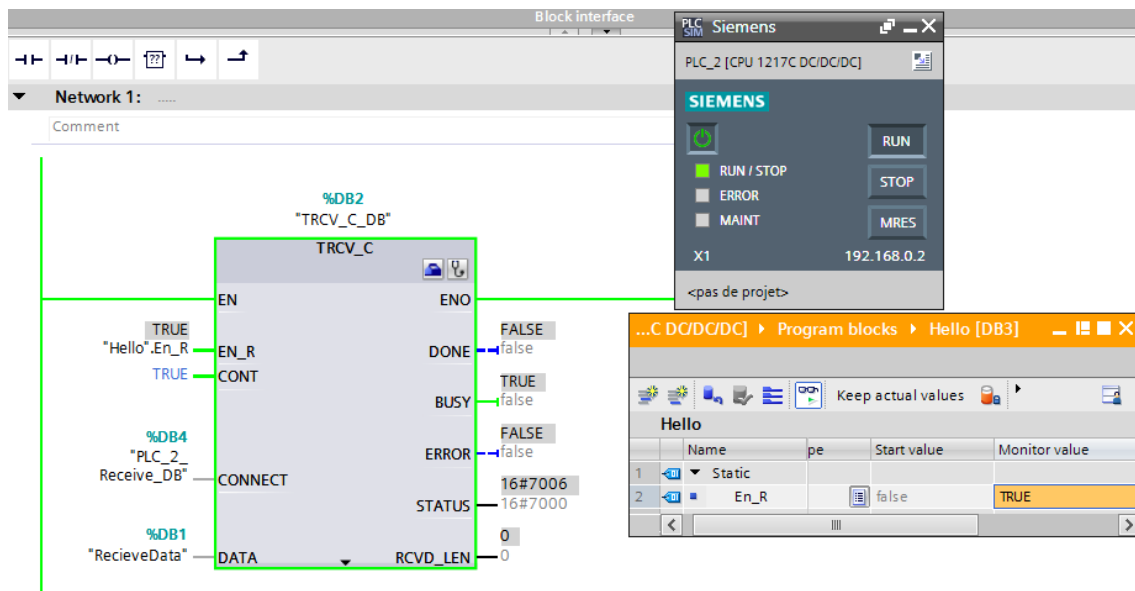 Block interface
??
Network 1: .....
Comment
%DB2
"TRCV_C_DB"
TRCV_C
EN
ENO
TRUE
"Hello".En_R
EN_R
FALSE
DONE
false
TRUE
CONT
TRUE
BUSY
false
%DB4
"PLC_2_
Receive_DB"
CONNECT
FALSE
ERROR
false
16#7006
STATUS
16#7000
%DB1
"RecieveData"
DATA
0
RCVD_LEN
0
PLC
SIM
Siemens
PLC_2 [CPU 1217C DC/DC/DC]
SIEMENS
RUN
RUN / STOP
STOP
ERROR
MAINT
MRES
X1
192.168.0.2
<pas de projet>
...C DC/DC/DC]
Program blocks
Hello [DB3]
Keep actual values
Hello
Name
pe
Start value
Monitor value
1
Static
2
En_R
false
TRUE